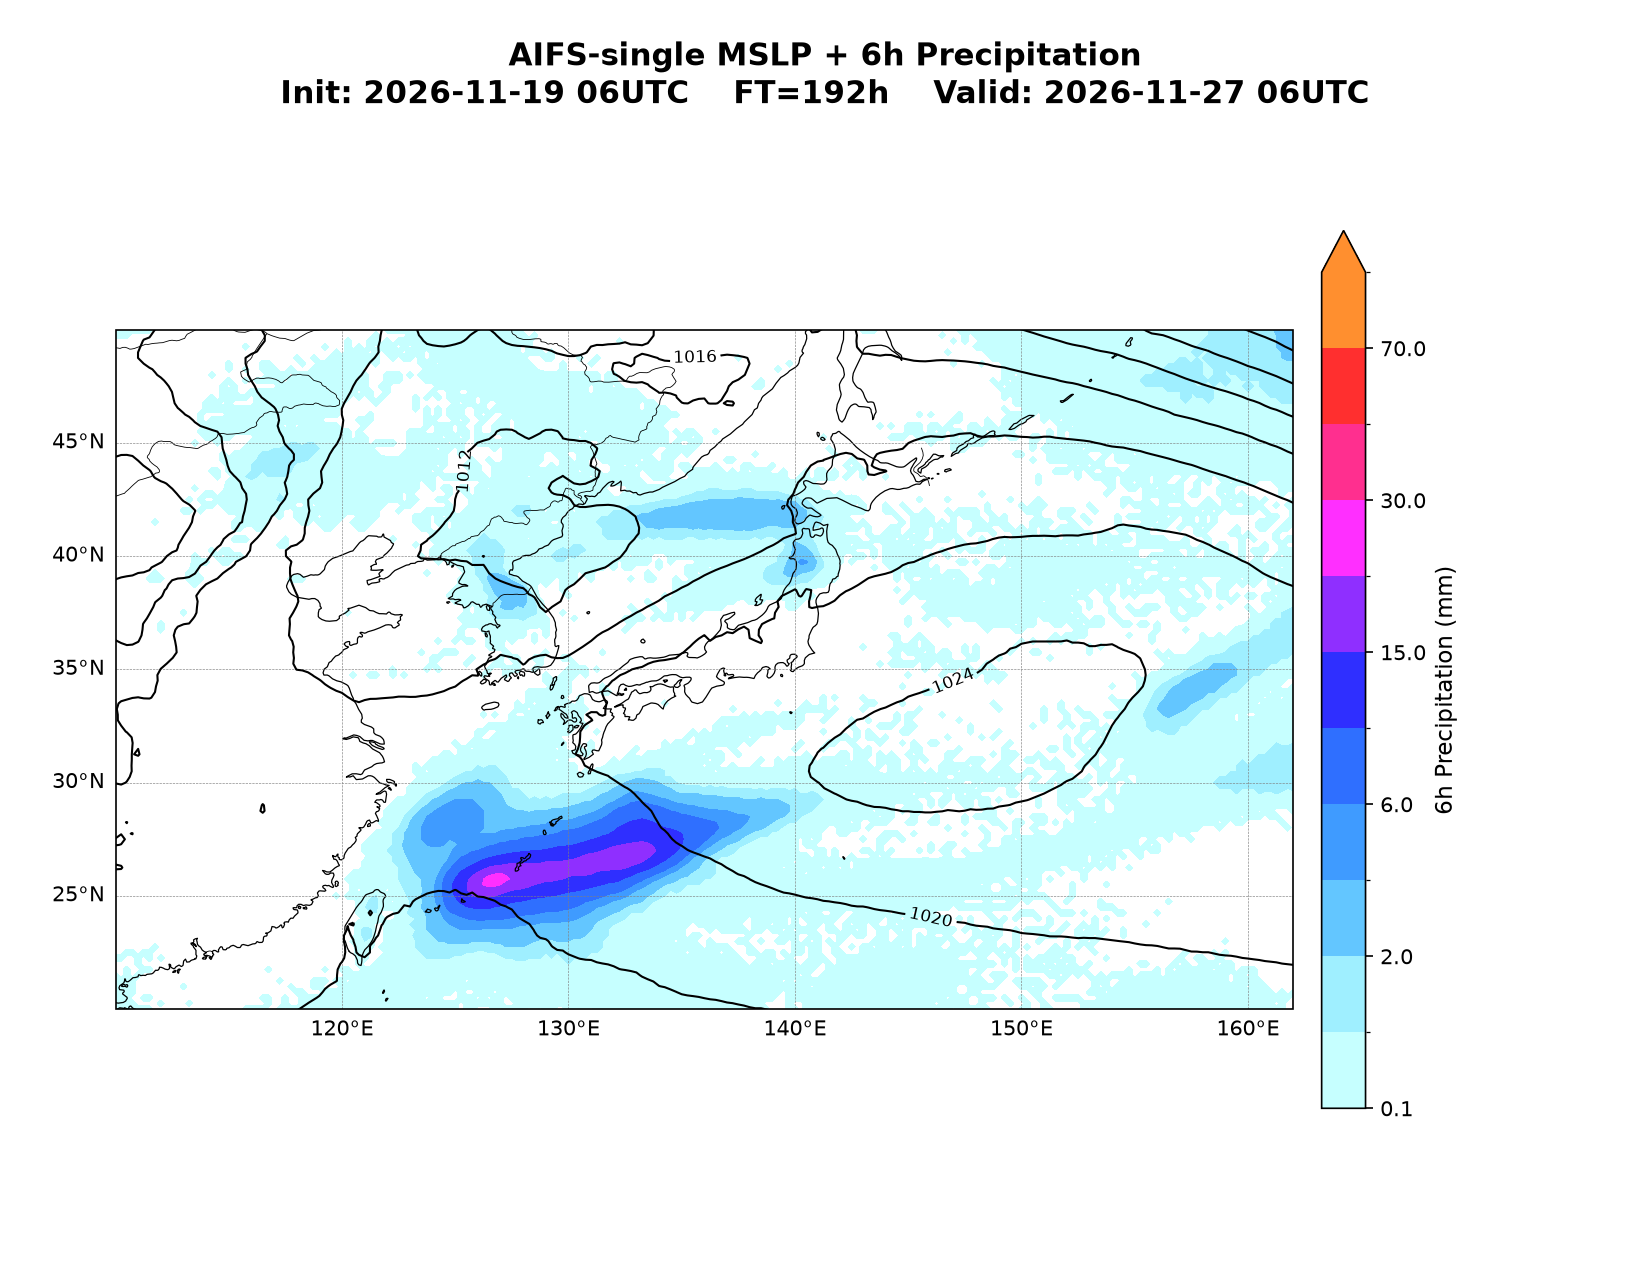 AIFS-single MSLP + 6h Precipitation
Init: 2026-11-19 06UTC    FT=192h    Valid: 2026-11-27 06UTC
1016
1012
1024
1020
45°N
40°N
35°N
30°N
25°N
120°E
130°E
140°E
150°E
160°E
70.0
30.0
15.0
6.0
2.0
0.1
6h Precipitation (mm)